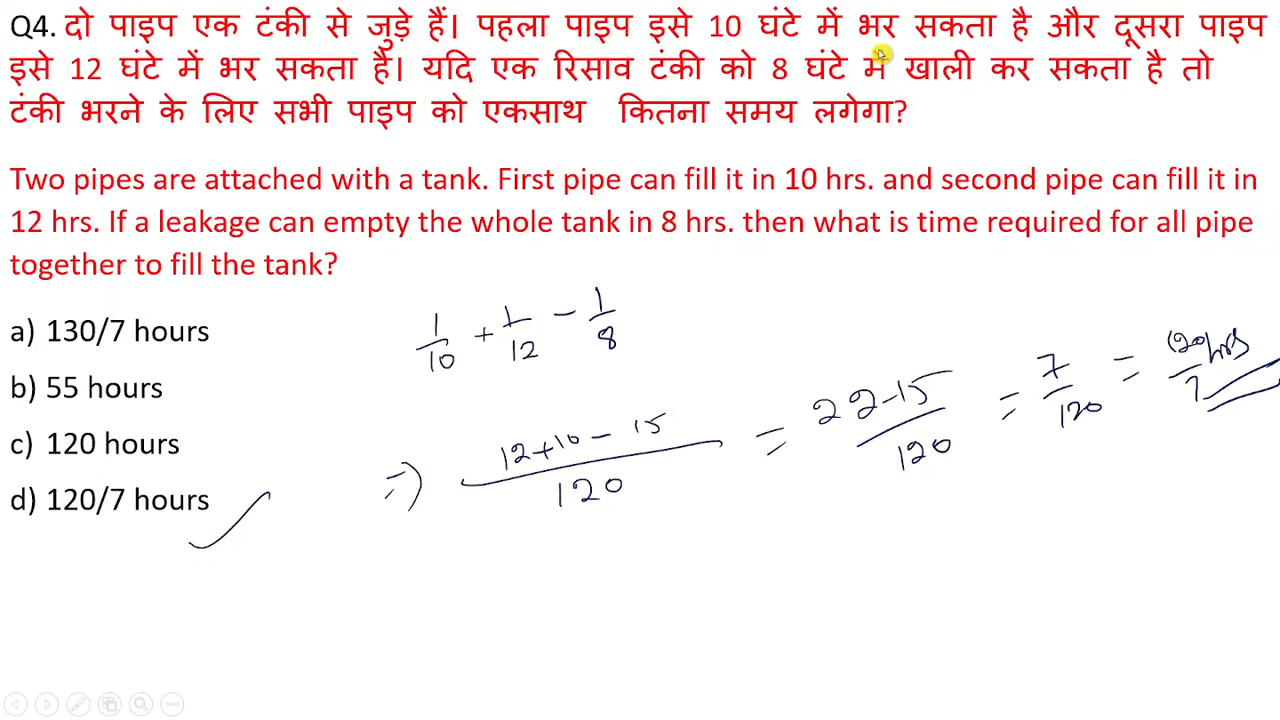 Q4. दो पाइप एक टंकी से जुड़े हैं। पहला पाइप इसे 10 घंटे में भर सकता है और दूसरा पाइप
इसे 12 घंटे में भर सकता है। यदि एक रिसाव टंकी को 8 घंटे में खाली कर सकता है तो
टंकी भरने के लिए सभी पाइप को एकसाथ कितना समय लगेगा?
Two pipes are attached with a tank. First pipe can fill it in 10 hrs. and second pipe can fill it in
12 hrs. If a leakage can empty the whole tank in 8 hrs. then what is time required for all pipe
together to fill the tank?
a) 130/7 hours
b) 55 hours
c) 120 hours
d) 120/7 hours
1/10 + 1/12 - 1/8
=> (12+10-15)/120 = (22-15)/120 = 7/120 = 120/7 hrs